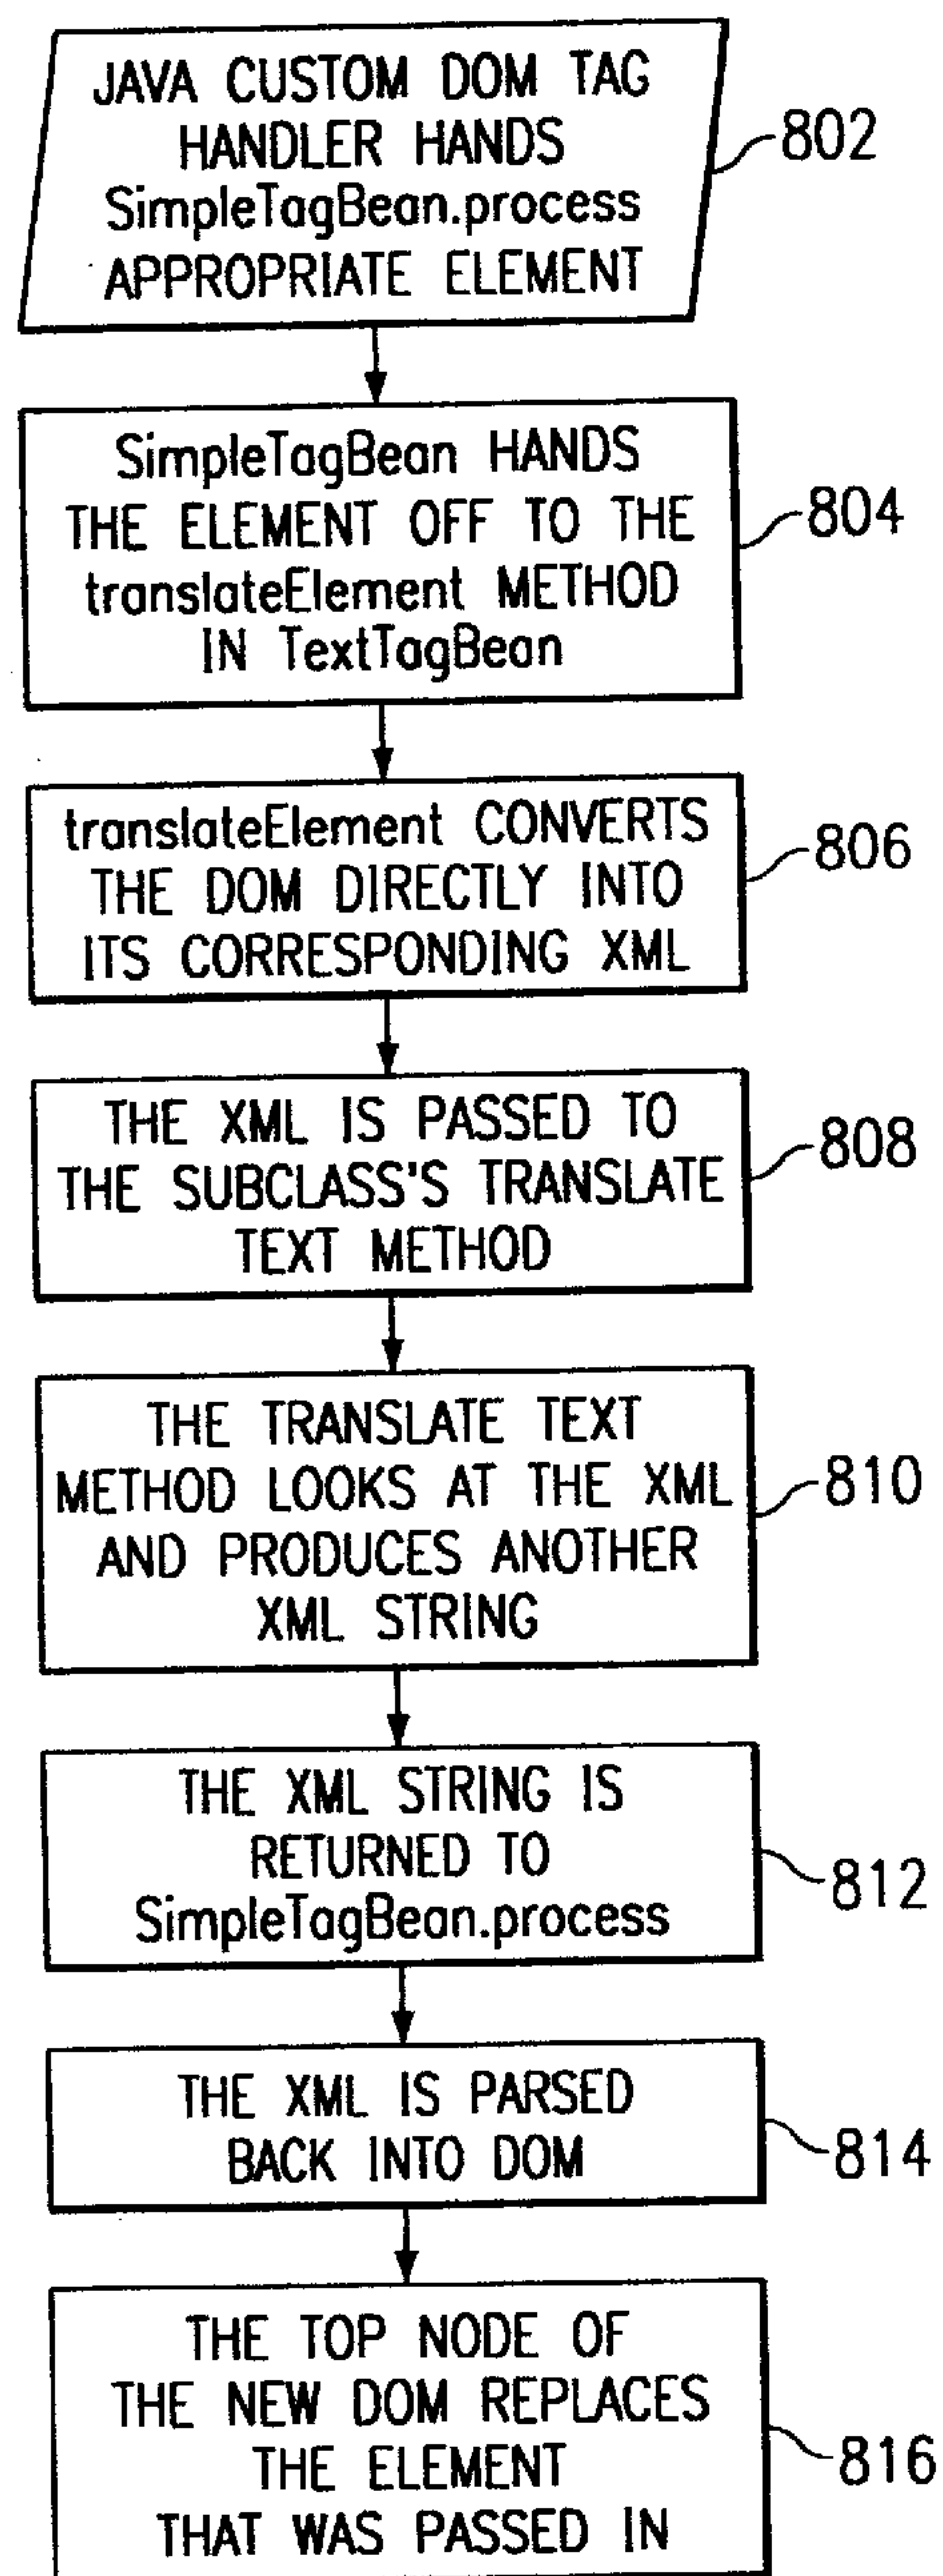 JAVA CUSTOM DOM TAG
HANDLER HANDS
SimpleTagBean.process
APPROPRIATE ELEMENT
802
SimpleTagBean HANDS
THE ELEMENT OFF TO THE
translateElement METHOD
IN TextTagBean
804
translateElement CONVERTS
THE DOM DIRECTLY INTO
ITS CORRESPONDING XML
806
THE XML IS PASSED TO
THE SUBCLASS'S TRANSLATE
TEXT METHOD
808
THE TRANSLATE TEXT
METHOD LOOKS AT THE XML
AND PRODUCES ANOTHER
XML STRING
810
THE XML STRING IS
RETURNED TO
SimpleTagBean.process
812
THE XML IS PARSED
BACK INTO DOM
814
THE TOP NODE OF
THE NEW DOM REPLACES
THE ELEMENT
THAT WAS PASSED IN
816